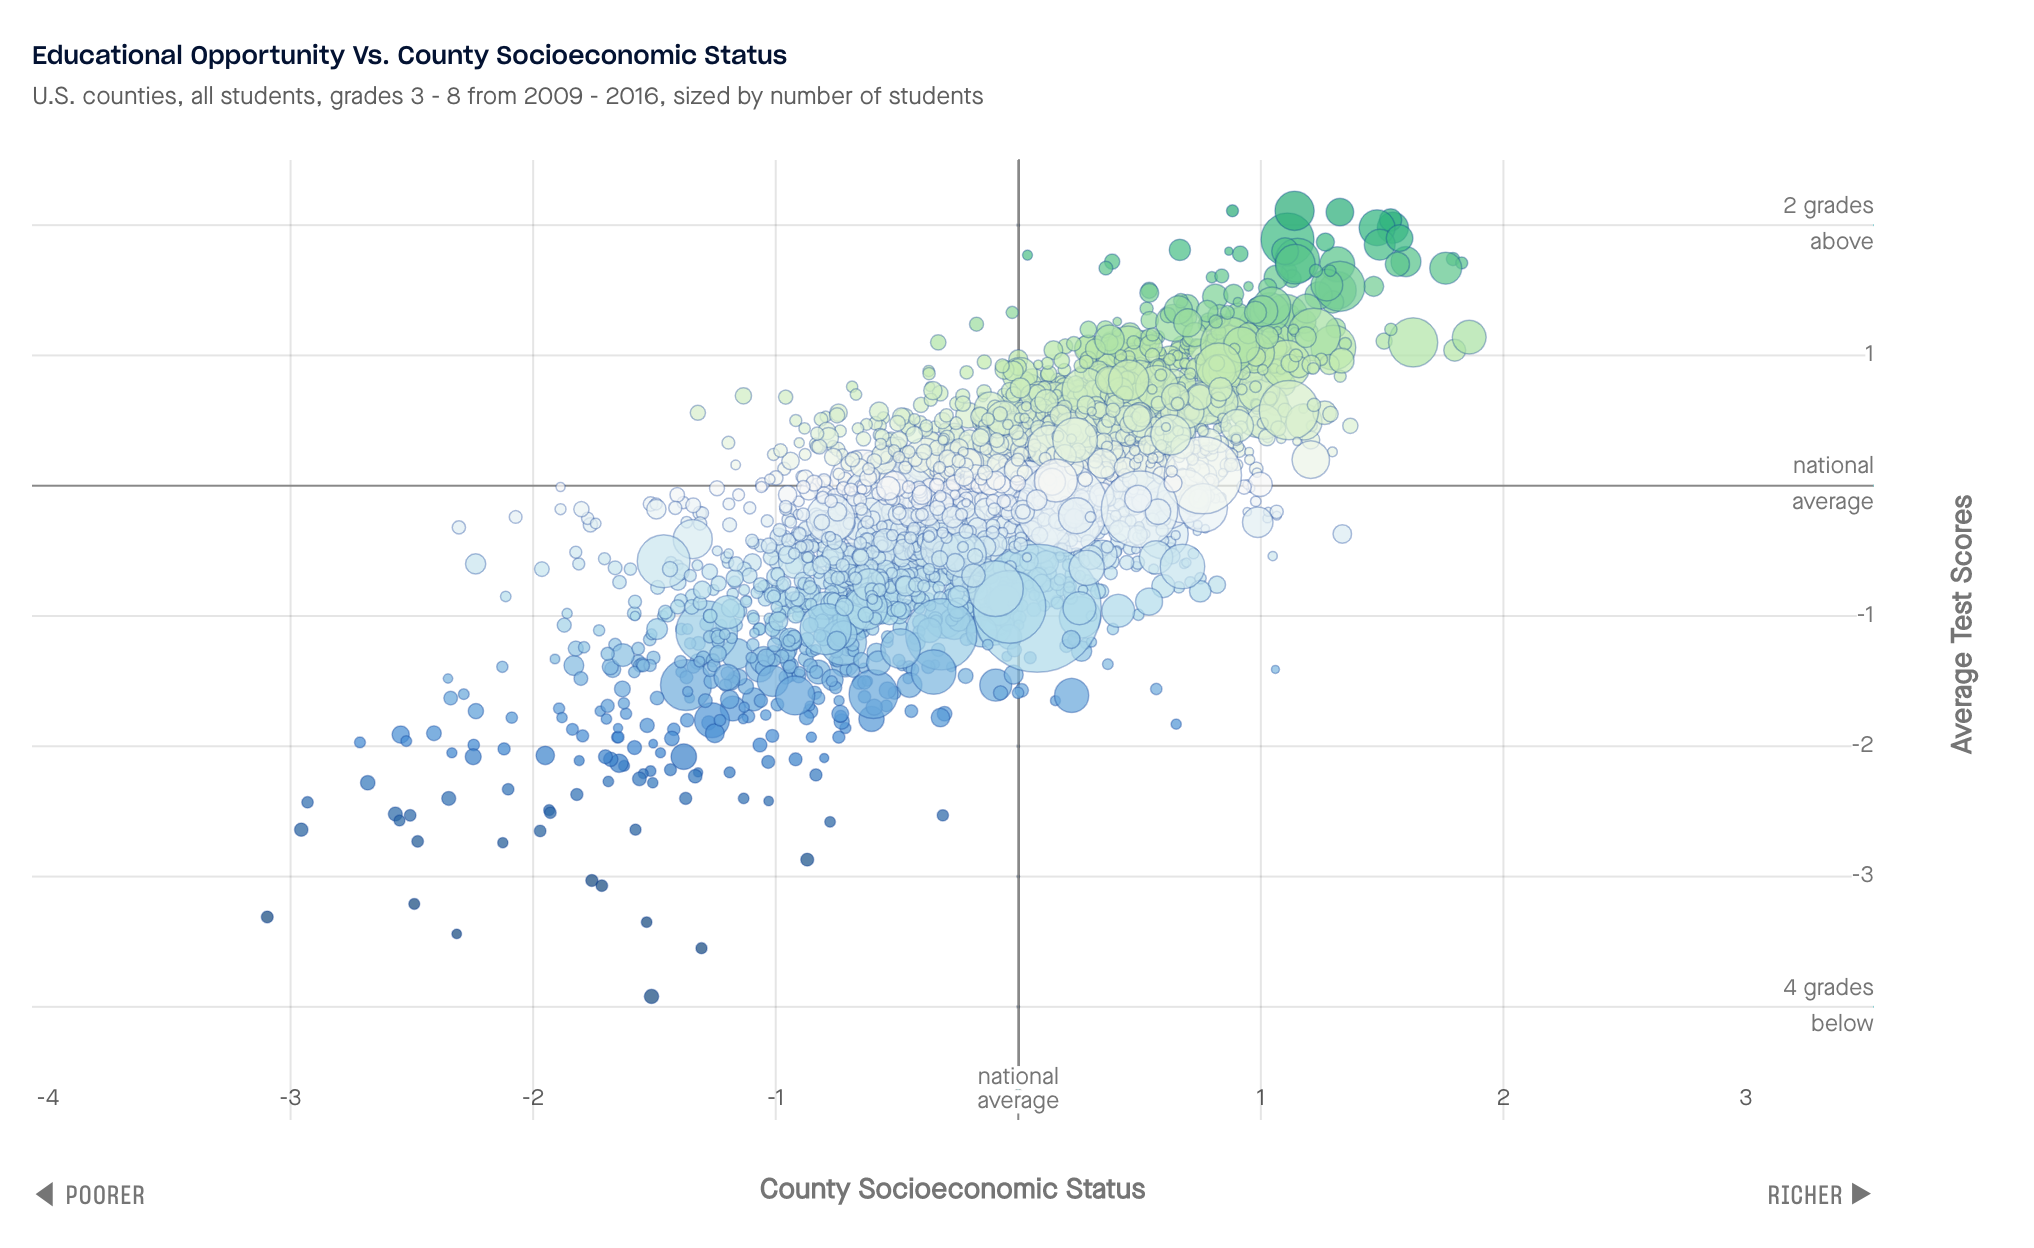 Educational Opportunity Vs. County Socioeconomic Status
U.S. counties, all students, grades 3 - 8 from 2009 - 2016, sized by number of students
2 grades
above
1
national
average
-1
-2
-3
4 grades
below
Average Test Scores
-4
-3
-2
-1
national
average
1
2
3
POORER
County Socioeconomic Status
RICHER